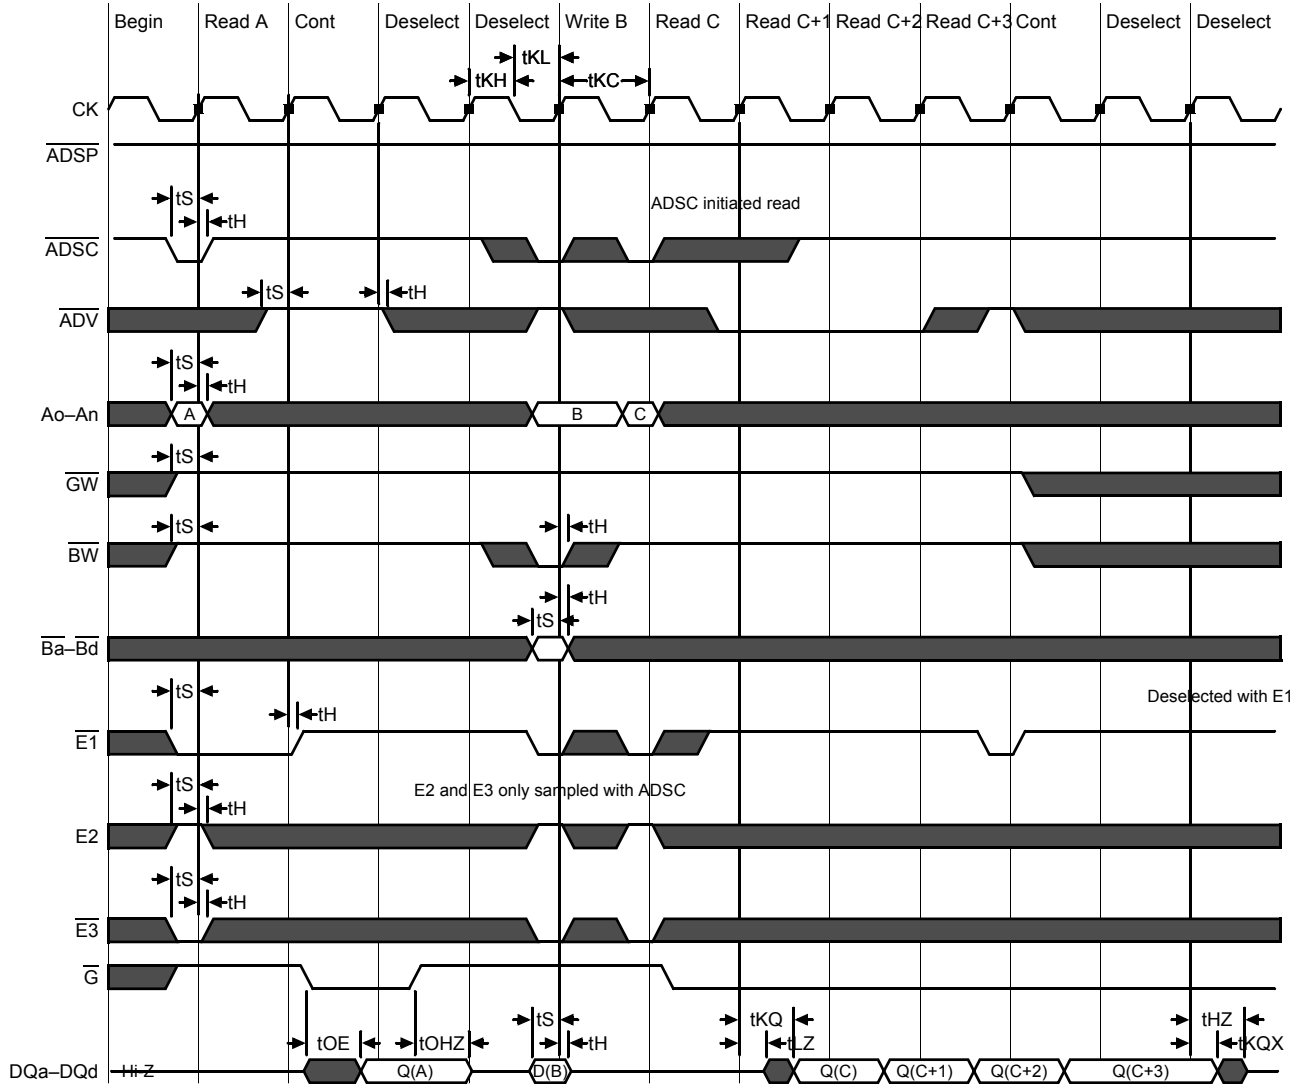 Begin Read A Cont Deselect Deselect Write B Read C Read C+1 Read C+2 Read C+3 Cont Deselect Deselect
tKL
tKH tKC
CK
ADSP
tS
ADSC initiated read
tH
ADSC
tS tH
ADV
tS
tH
Ao–An A B C
tS
GW
tS tH
BW
tH
tS
Ba–Bd
tS
Deselected with E1
tH
E1
tS
E2 and E3 only sampled with ADSC
tH
E2
tS
tH
E3
G
tS tKQ tHZ
tOE tOHZ tH tLZ tKQX
DQa–DQd Hi-Z Q(A) D(B) Q(C) Q(C+1) Q(C+2) Q(C+3)